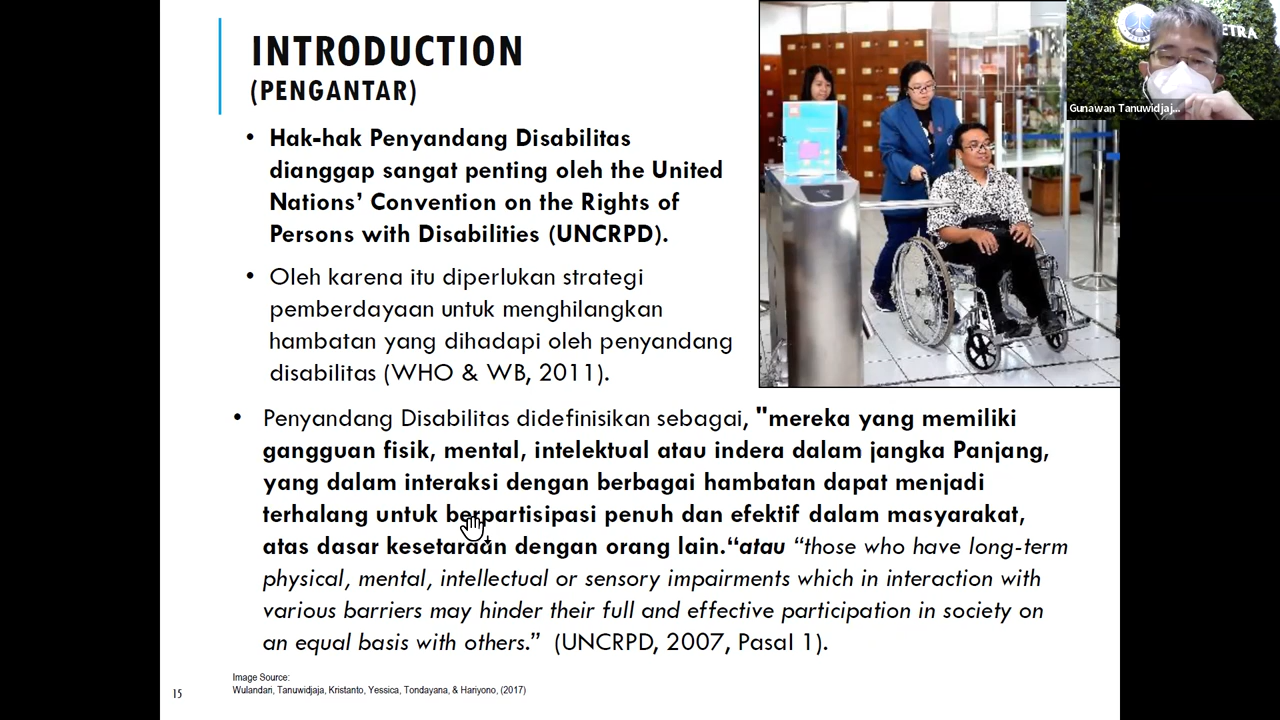 INTRODUCTION
(PENGANTAR)
• Hak-hak Penyandang Disabilitas
dianggap sangat penting oleh the United
Nations’ Convention on the Rights of
Persons with Disabilities (UNCRPD).
• Oleh karena itu diperlukan strategi
pemberdayaan untuk menghilangkan
hambatan yang dihadapi oleh penyandang
disabilitas (WHO & WB, 2011).
• Penyandang Disabilitas didefinisikan sebagai, "mereka yang memiliki
gangguan fisik, mental, intelektual atau indera dalam jangka Panjang,
yang dalam interaksi dengan berbagai hambatan dapat menjadi
terhalang untuk berpartisipasi penuh dan efektif dalam masyarakat,
atas dasar kesetaraan dengan orang lain.“atau “those who have long-term
physical, mental, intellectual or sensory impairments which in interaction with
various barriers may hinder their full and effective participation in society on
an equal basis with others.” (UNCRPD, 2007, Pasal 1).
Image Source:
Wulandari, Tanuwidjaja, Kristanto, Yessica, Tondayana, & Hariyono, (2017)
15
ETRA
Gunawan Tanuwidjaj...